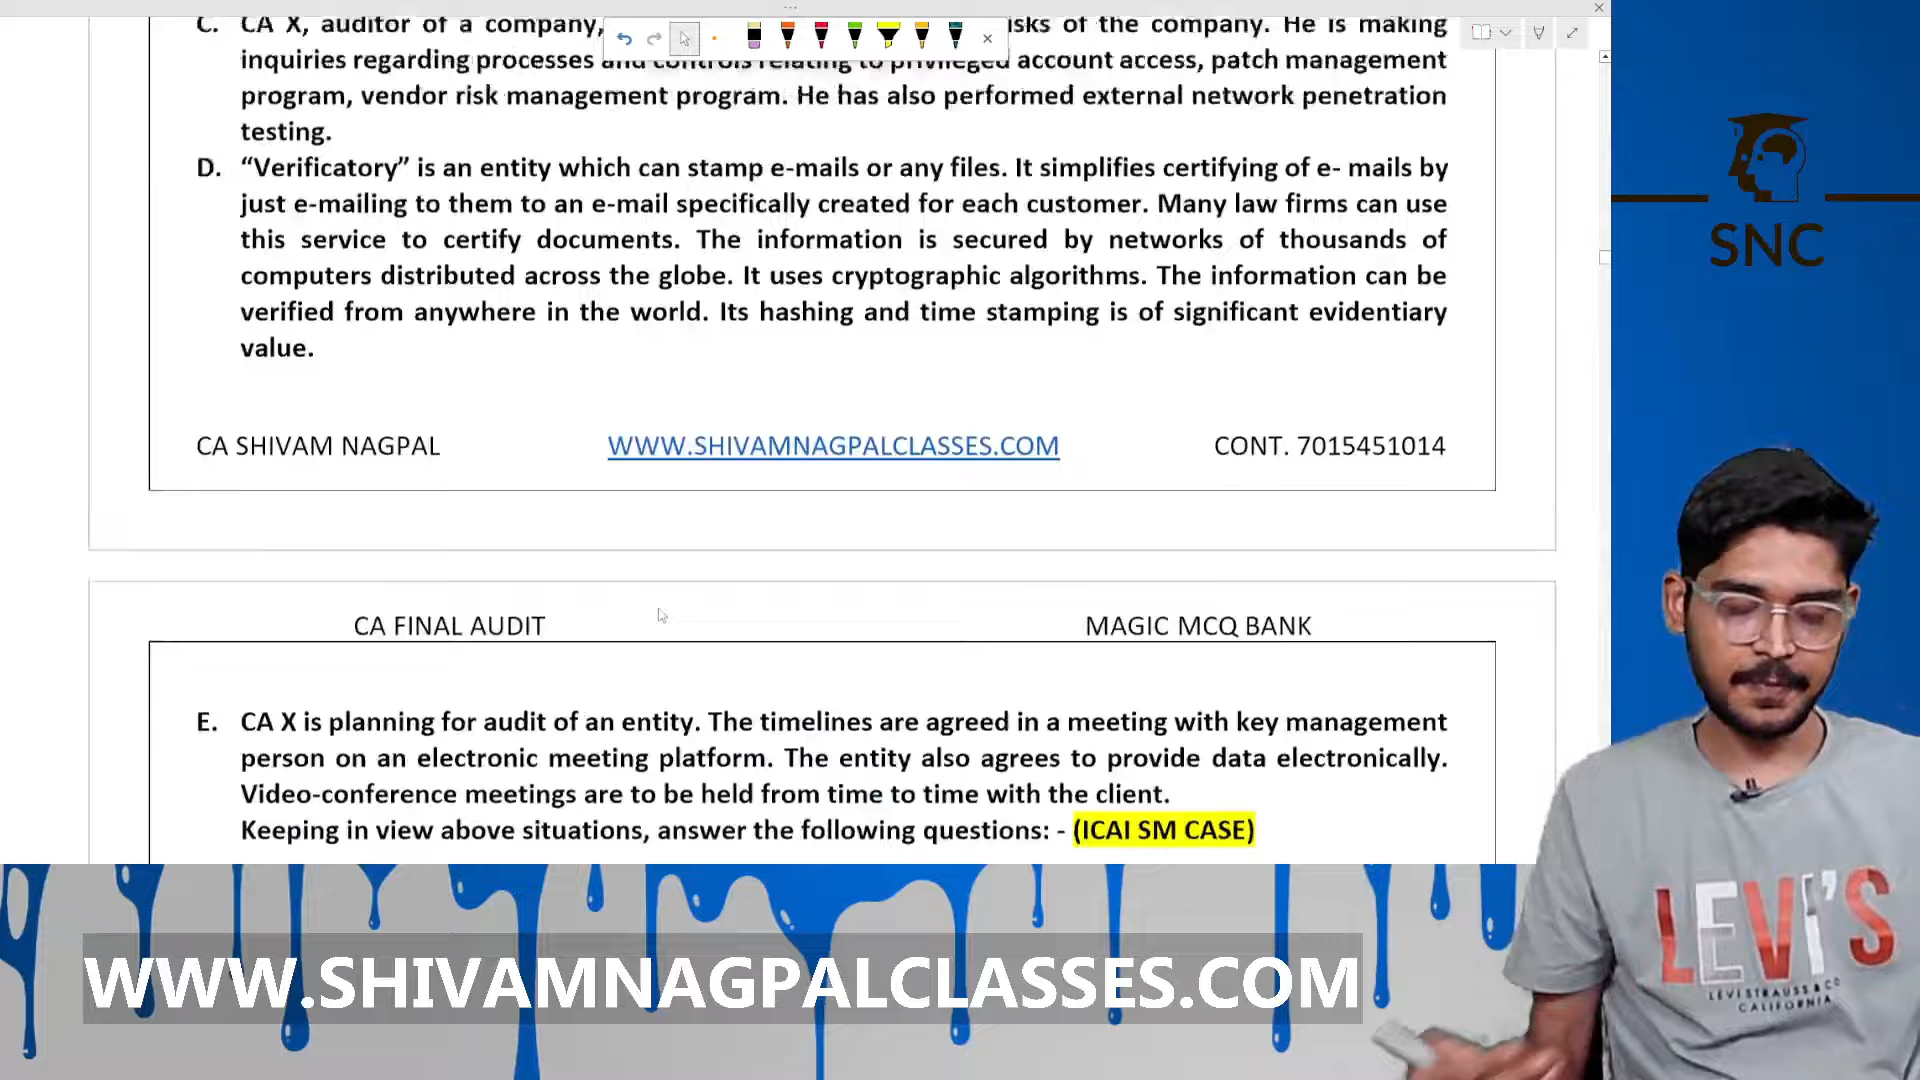 C. CA X, auditor of a company, isks of the company. He is making
inquiries regarding processes and controls relating to privileged account access, patch management
program, vendor risk management program. He has also performed external network penetration
testing.
D. “Verificatory” is an entity which can stamp e-mails or any files. It simplifies certifying of e- mails by
just e-mailing to them to an e-mail specifically created for each customer. Many law firms can use
this service to certify documents. The information is secured by networks of thousands of
computers distributed across the globe. It uses cryptographic algorithms. The information can be
verified from anywhere in the world. Its hashing and time stamping is of significant evidentiary
value.
CA SHIVAM NAGPAL WWW.SHIVAMNAGPALCLASSES.COM CONT. 7015451014
CA FINAL AUDIT MAGIC MCQ BANK
E. CA X is planning for audit of an entity. The timelines are agreed in a meeting with key management
person on an electronic meeting platform. The entity also agrees to provide data electronically.
Video-conference meetings are to be held from time to time with the client.
Keeping in view above situations, answer the following questions: - (ICAI SM CASE)
SNC
WWW.SHIVAMNAGPALCLASSES.COM
LEVI'S
LEVI STRAUSS & CO
CALIFORNIA